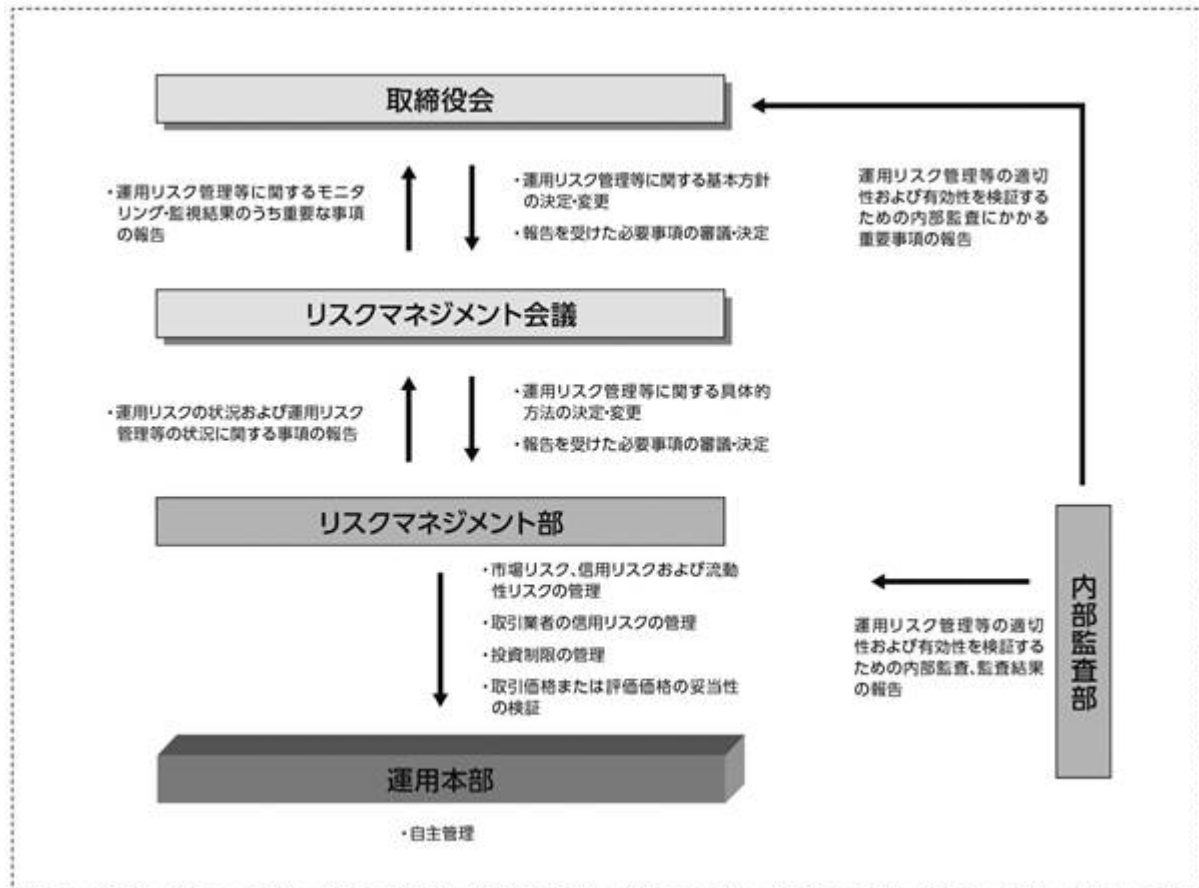 取締役会
・運用リスク管理等に関するモニタ
リング・監視結果のうち重要な事項
の報告
・運用リスク管理等に関する基本方針
の決定・変更
・報告を受けた必要事項の審議・決定
運用リスク管理等の適切
性および有効性を検証する
ための内部監査にかかる
重要事項の報告
リスクマネジメント会議
・運用リスクの状況および運用リスク
管理等の状況に関する事項の報告
・運用リスク管理等に関する具体的
方法の決定・変更
・報告を受けた必要事項の審議・決定
リスクマネジメント部
・市場リスク、信用リスクおよび流動
性リスクの管理
・取引業者の信用リスクの管理
・投資制限の管理
・取引価格または評価価格の妥当性
の検証
運用リスク管理等の適切
性および有効性を検証する
ための内部監査、監査結果
の報告
内部監査部
運用本部
・自主管理